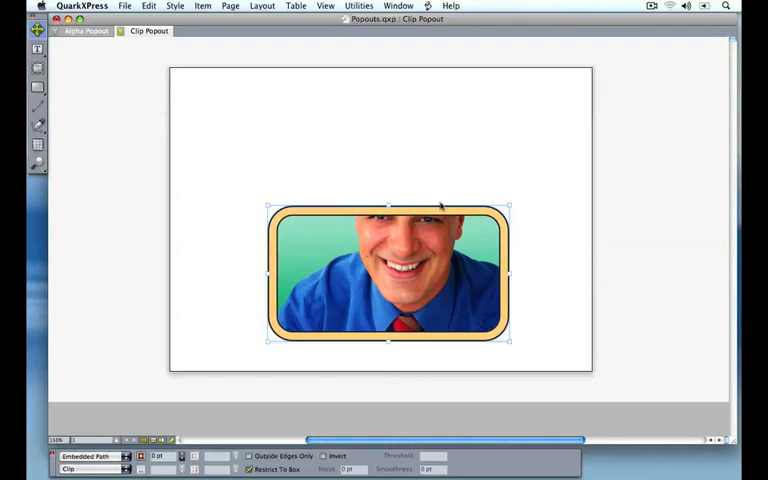 QuarkXPress File Edit Style Item Page Layout Table View Utilities Window Help
Popouts.qxp : Clip Popout
Alpha Popout Clip Popout
150% 1
Embedded Path 0 pt Outside Edges Only Invert Threshold:
Clip Restrict To Box Noise: 0 pt Smoothness: 0 pt